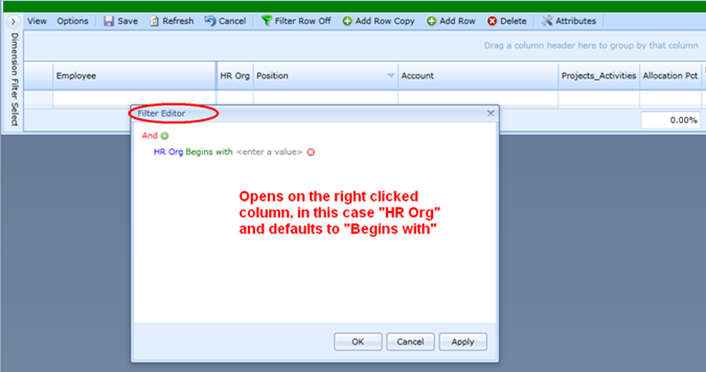 View Options Save Refresh Cancel Filter Row Off Add Row Copy Add Row Delete Attributes
Dimension Filter Select
Drag a column header here to group by that column
Employee HR Org Position Account Projects_Activities Allocation Pct
0.00%
Filter Editor
And
HR Org Begins with <enter a value>
Opens on the right clicked
column, in this case "HR Org"
and defaults to "Begins with"
OK Cancel Apply